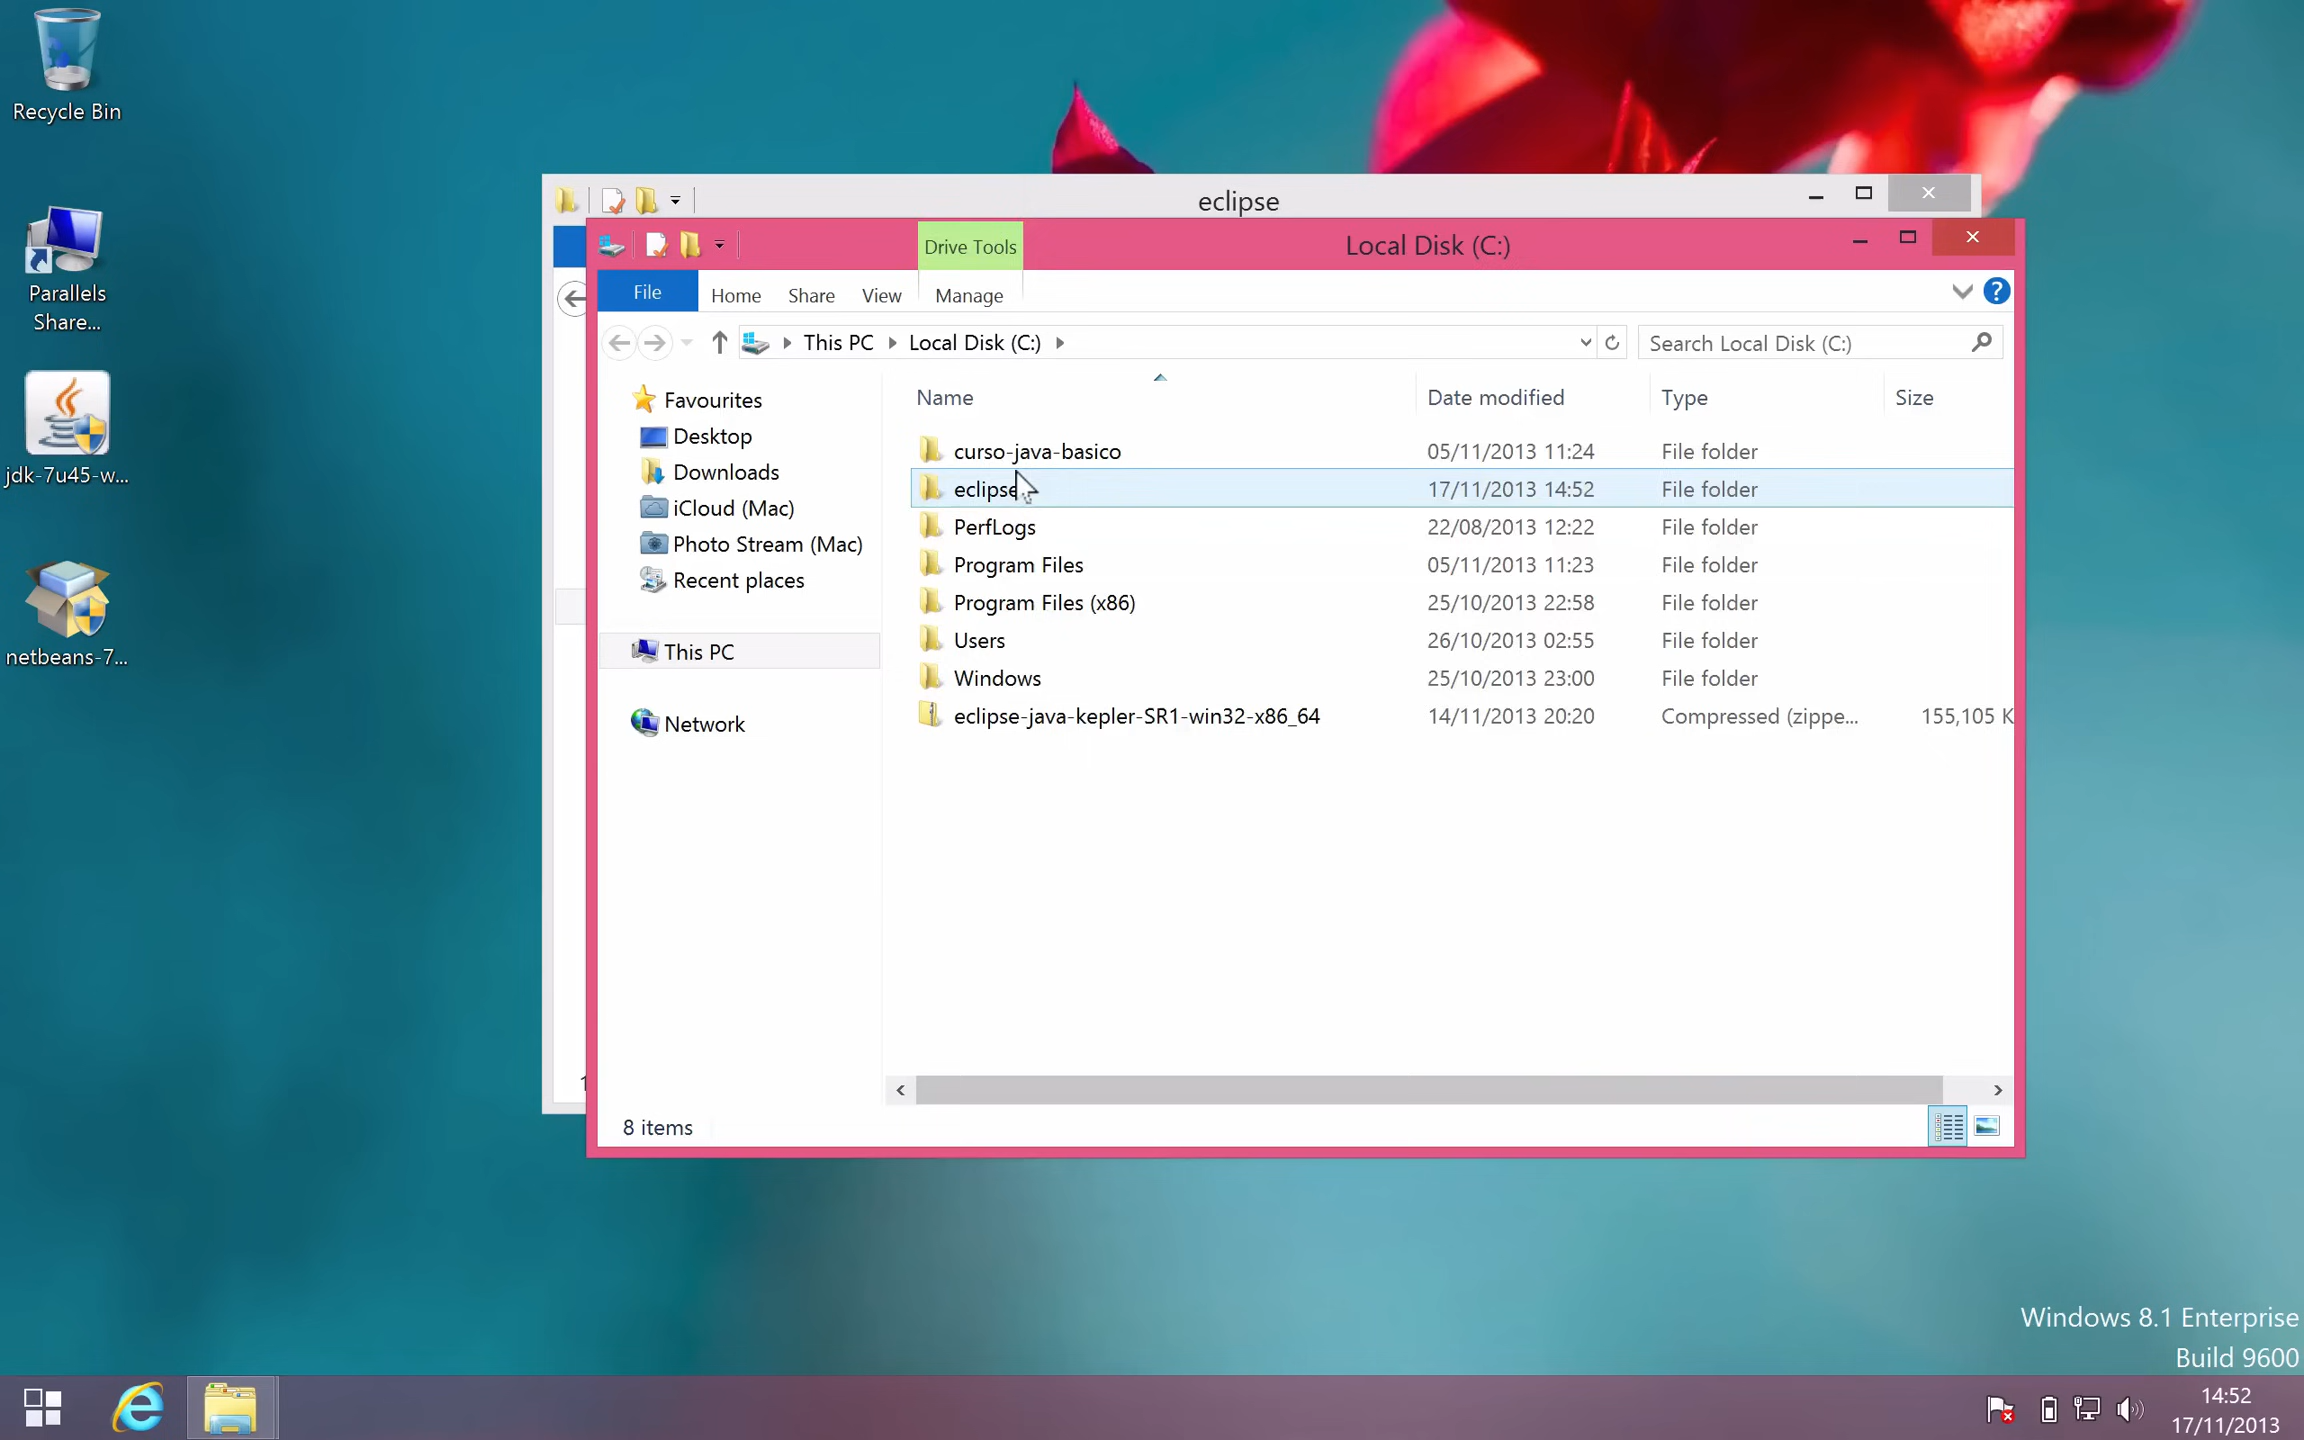 Recycle Bin
Parallels
Share...
jdk-7u45-w...
netbeans-7...
eclipse
Drive Tools
Local Disk (C:)
File
Home
Share
View
Manage
This PC
Local Disk (C:)
Search Local Disk (C:)
Favourites
Desktop
Downloads
iCloud (Mac)
Photo Stream (Mac)
Recent places
This PC
Network
Name Date modified Type Size
curso-java-basico 05/11/2013 11:24 File folder
eclipse 17/11/2013 14:52 File folder
PerfLogs 22/08/2013 12:22 File folder
Program Files 05/11/2013 11:23 File folder
Program Files (x86) 25/10/2013 22:58 File folder
Users 26/10/2013 02:55 File folder
Windows 25/10/2013 23:00 File folder
eclipse-java-kepler-SR1-win32-x86_64 14/11/2013 20:20 Compressed (zippe... 155,105 K
8 items
Windows 8.1 Enterprise
Build 9600
14:52
17/11/2013